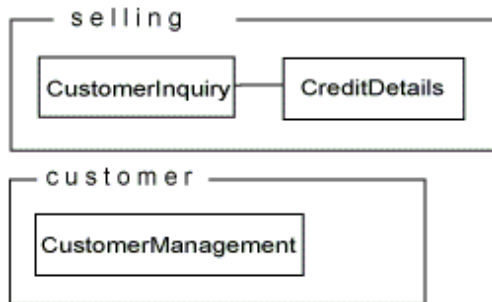 selling
CustomerInquiry CreditDetails
customer
CustomerManagement